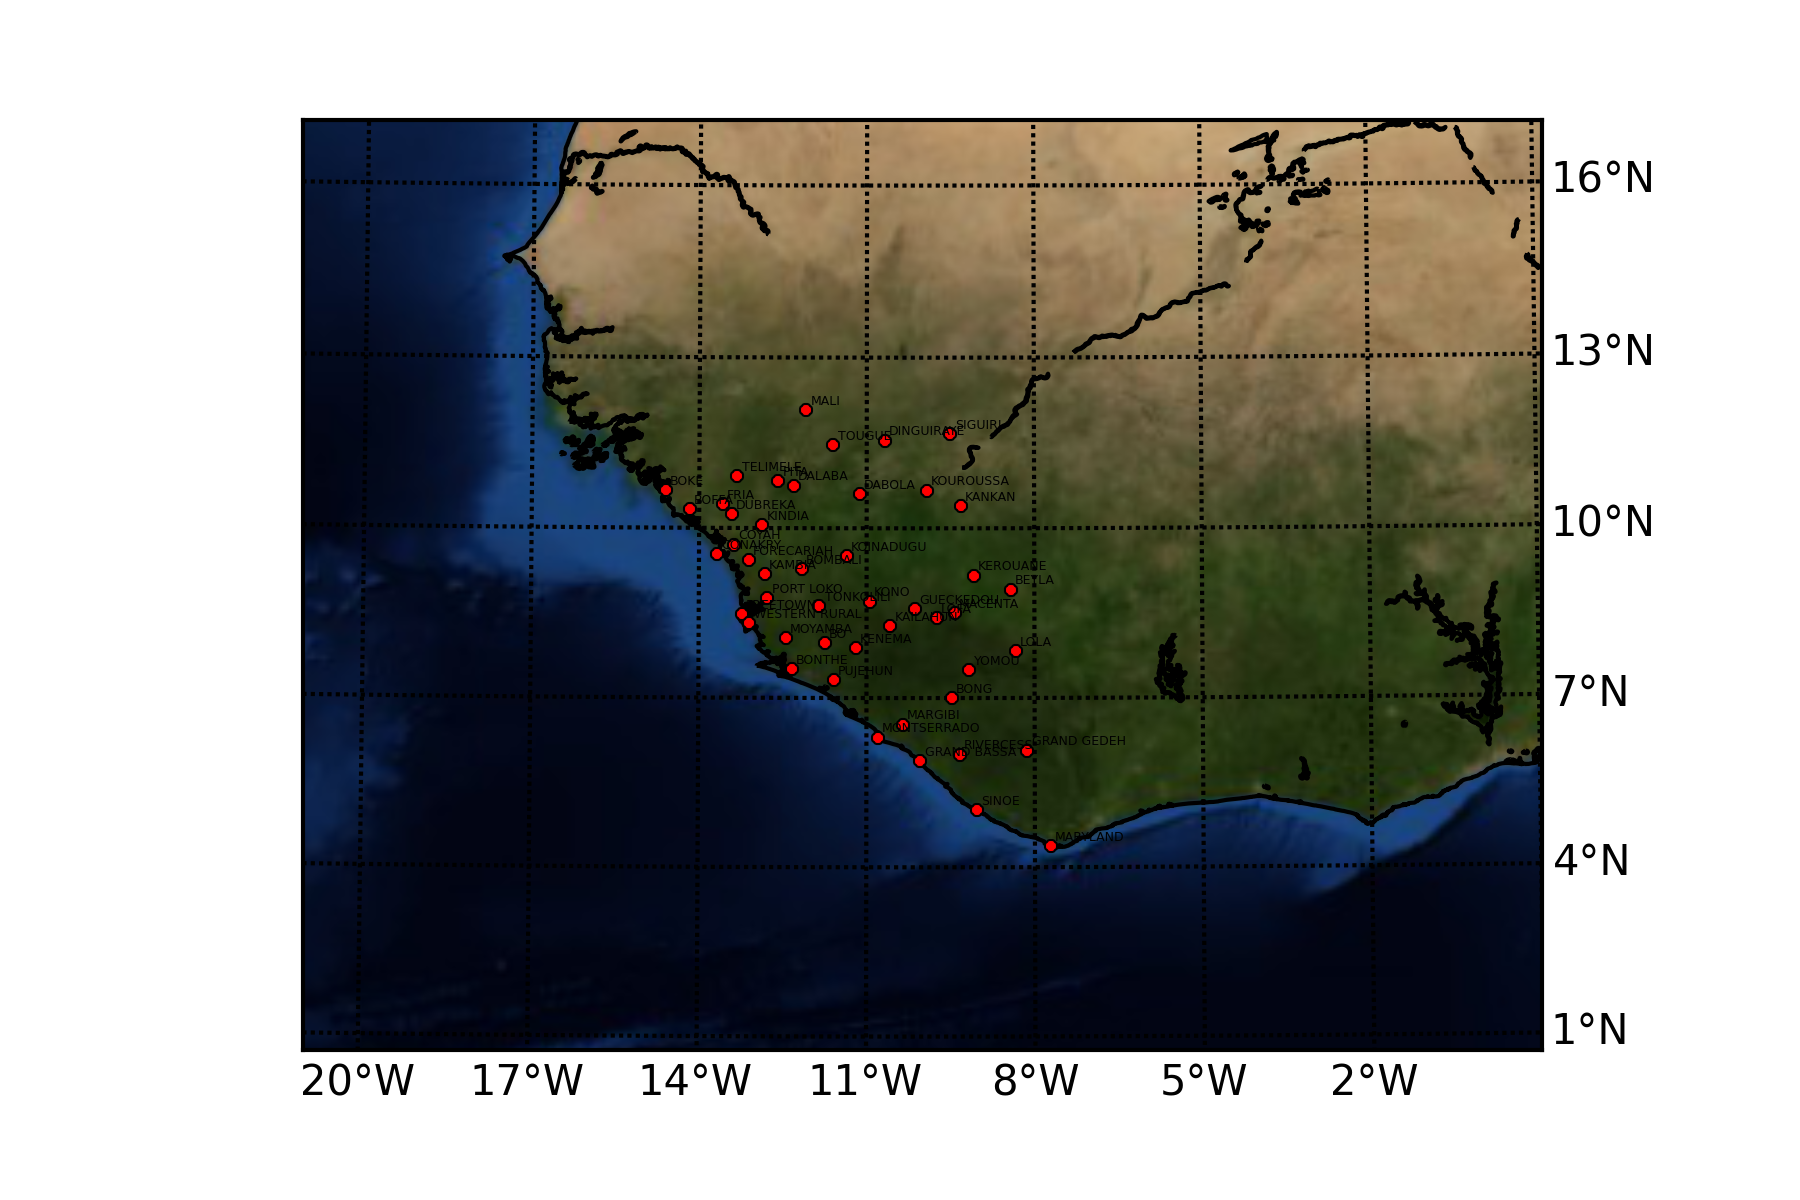 16°N
13°N
MALI
SIGUIRI
DINGUIRAYE
TOUGUE
TELIMELE
PITA
DALABA
BOKE
KOUROUSSA
DABOLA
FRIA
KANKAN
BOFFA
DUBREKA
KINDIA
10°N
COYAH
CONAKRY
KOINADUGU
FORECARIAH
BOMBALI
KAMBIA
KEROUANE
BEYLA
PORT LOKO
KONO
TONKOLILI
GUECKEDOU
MACENTA
WESTERN RURAL
KAILAHUN
MOYAMBA
BO
KENEMA
LOLA
BONTHE
YOMOU
PUJEHUN
BONG
7°N
MARGIBI
MONTSERRADO
GRAND GEDEH
RIVERCESS
GRAND BASSA
SINOE
MARYLAND
4°N
1°N
20°W 17°W 14°W 11°W 8°W 5°W 2°W